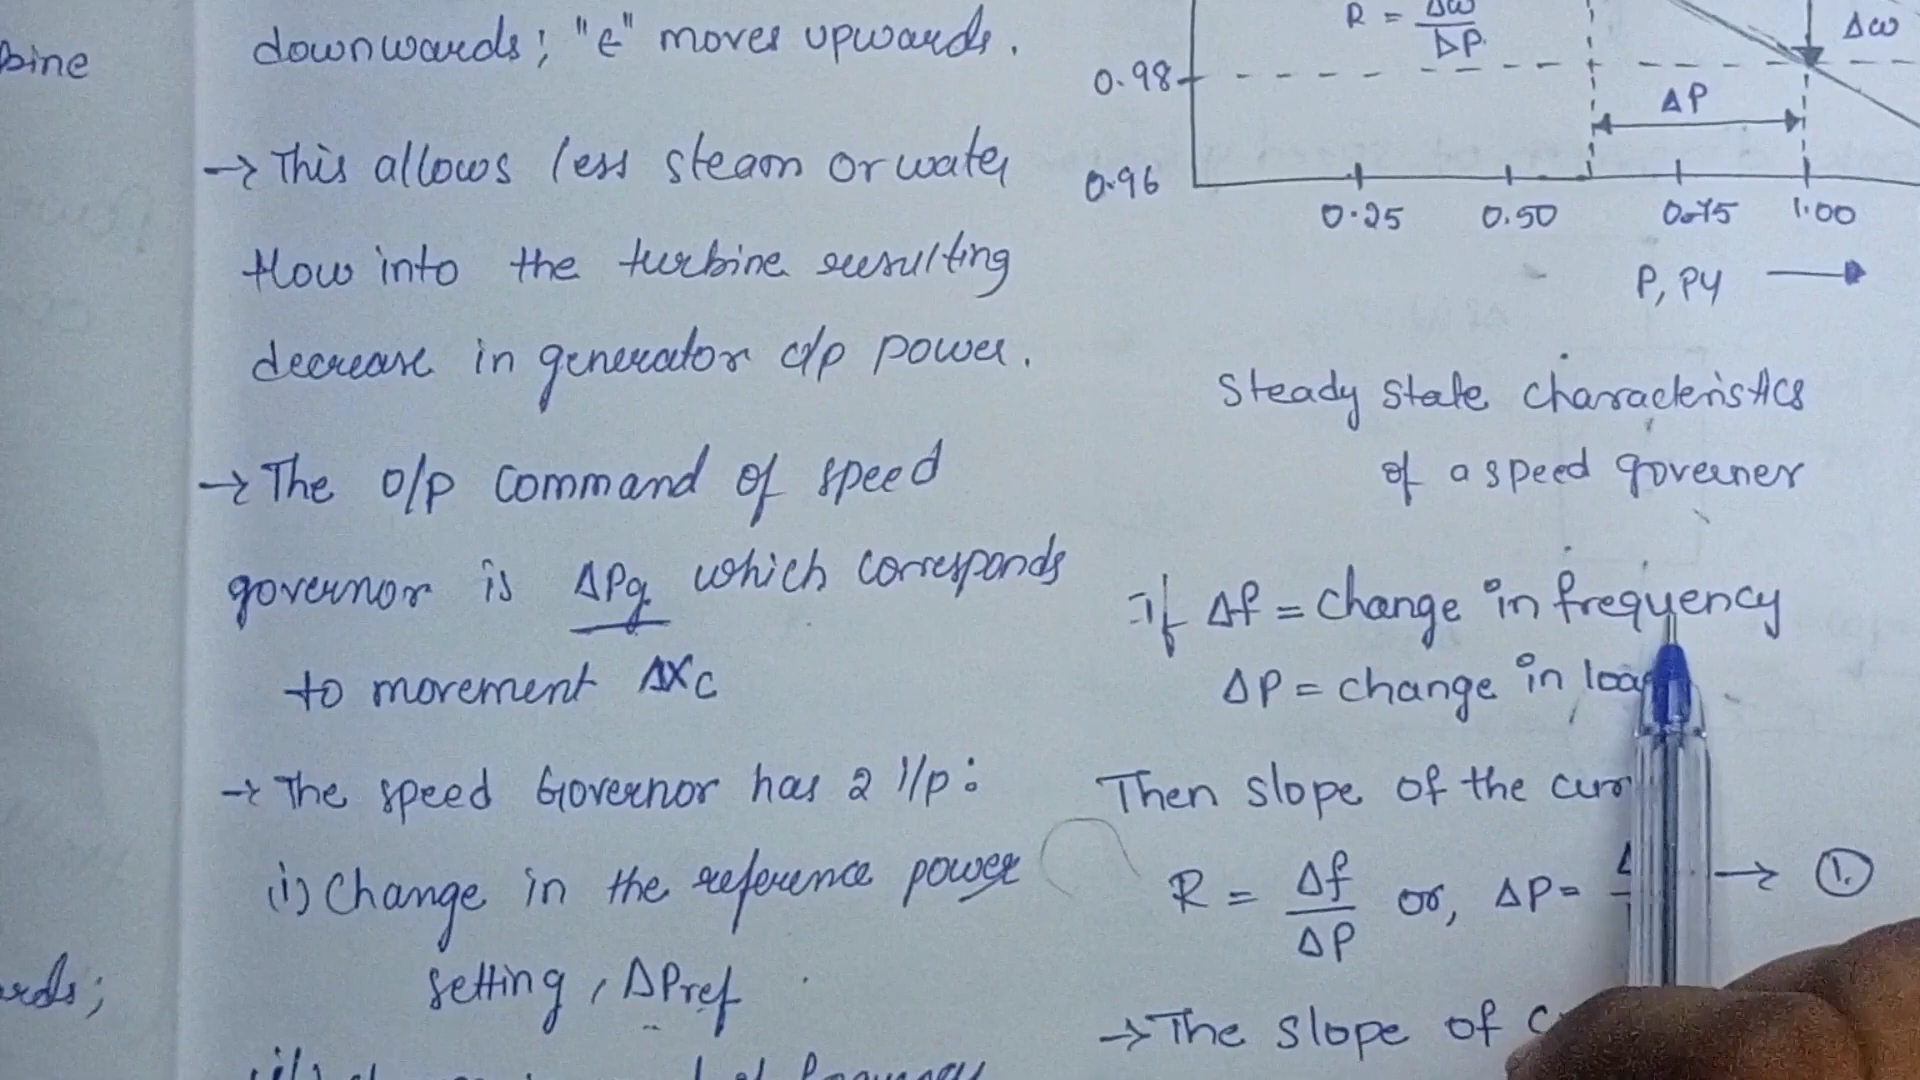 bine
downwards; "E" moves upwards.
→ This allows less steam or water
flow into the turbine resulting
decrease in generator o/p power.
→ The o/p command of speed
governor is ΔPg which corresponds
to movement ΔXc
→ The speed Governor has 2 i/p:
(i) Change in the reference power
setting, ΔPref
R = Δω/ΔP
Δω
0.98
ΔP
0.96
0.25 0.50 0.75 1.00
P, PU →
Steady state characteristics
of a speed governer
If Δf = change in frequency
ΔP = change in
Then slope of the
R = Δf/ΔP or, ΔP = → ①
→ The slope of